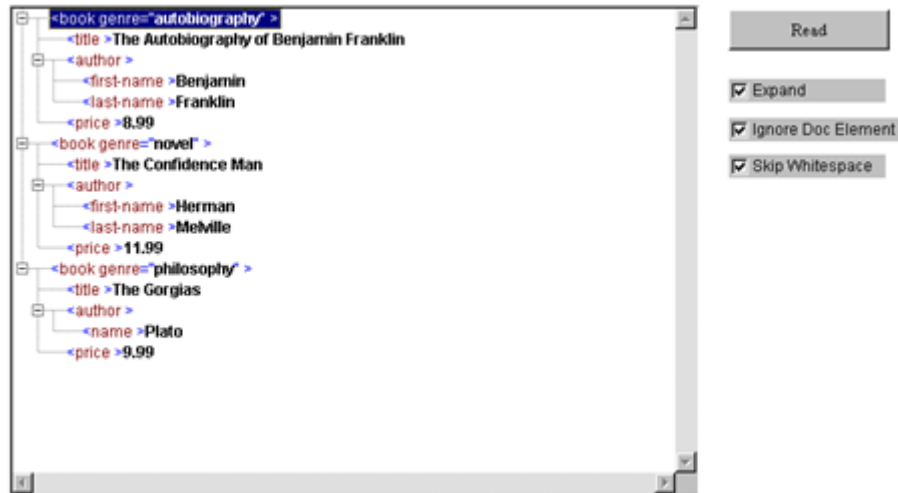 <book genre="autobiography" >
<title >The Autobiography of Benjamin Franklin
<author >
<first-name >Benjamin
<last-name >Franklin
<price >8.99
<book genre="novel" >
<title >The Confidence Man
<author >
<first-name >Herman
<last-name >Melville
<price >11.99
<book genre="philosophy" >
<title >The Gorgias
<author >
<name >Plato
<price >9.99
Read
Expand
Ignore Doc Element
Skip Whitespace